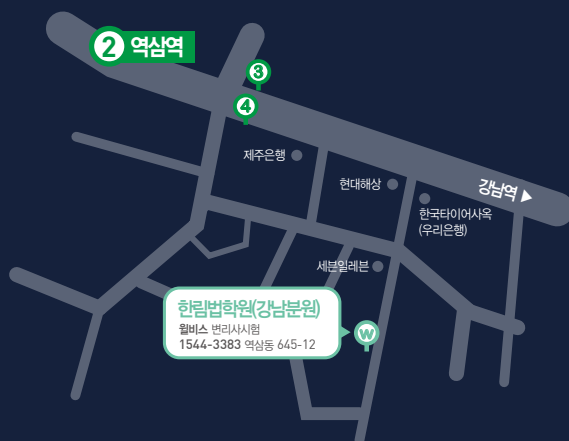 2 역삼역
3
4
제주은행
현대해상
강남역 ▶
한국타이어사옥
(우리은행)
세븐일레븐
한림법학원(강남분원)
윌비스 변리사시험
1544-3383 역삼동 645-12
W